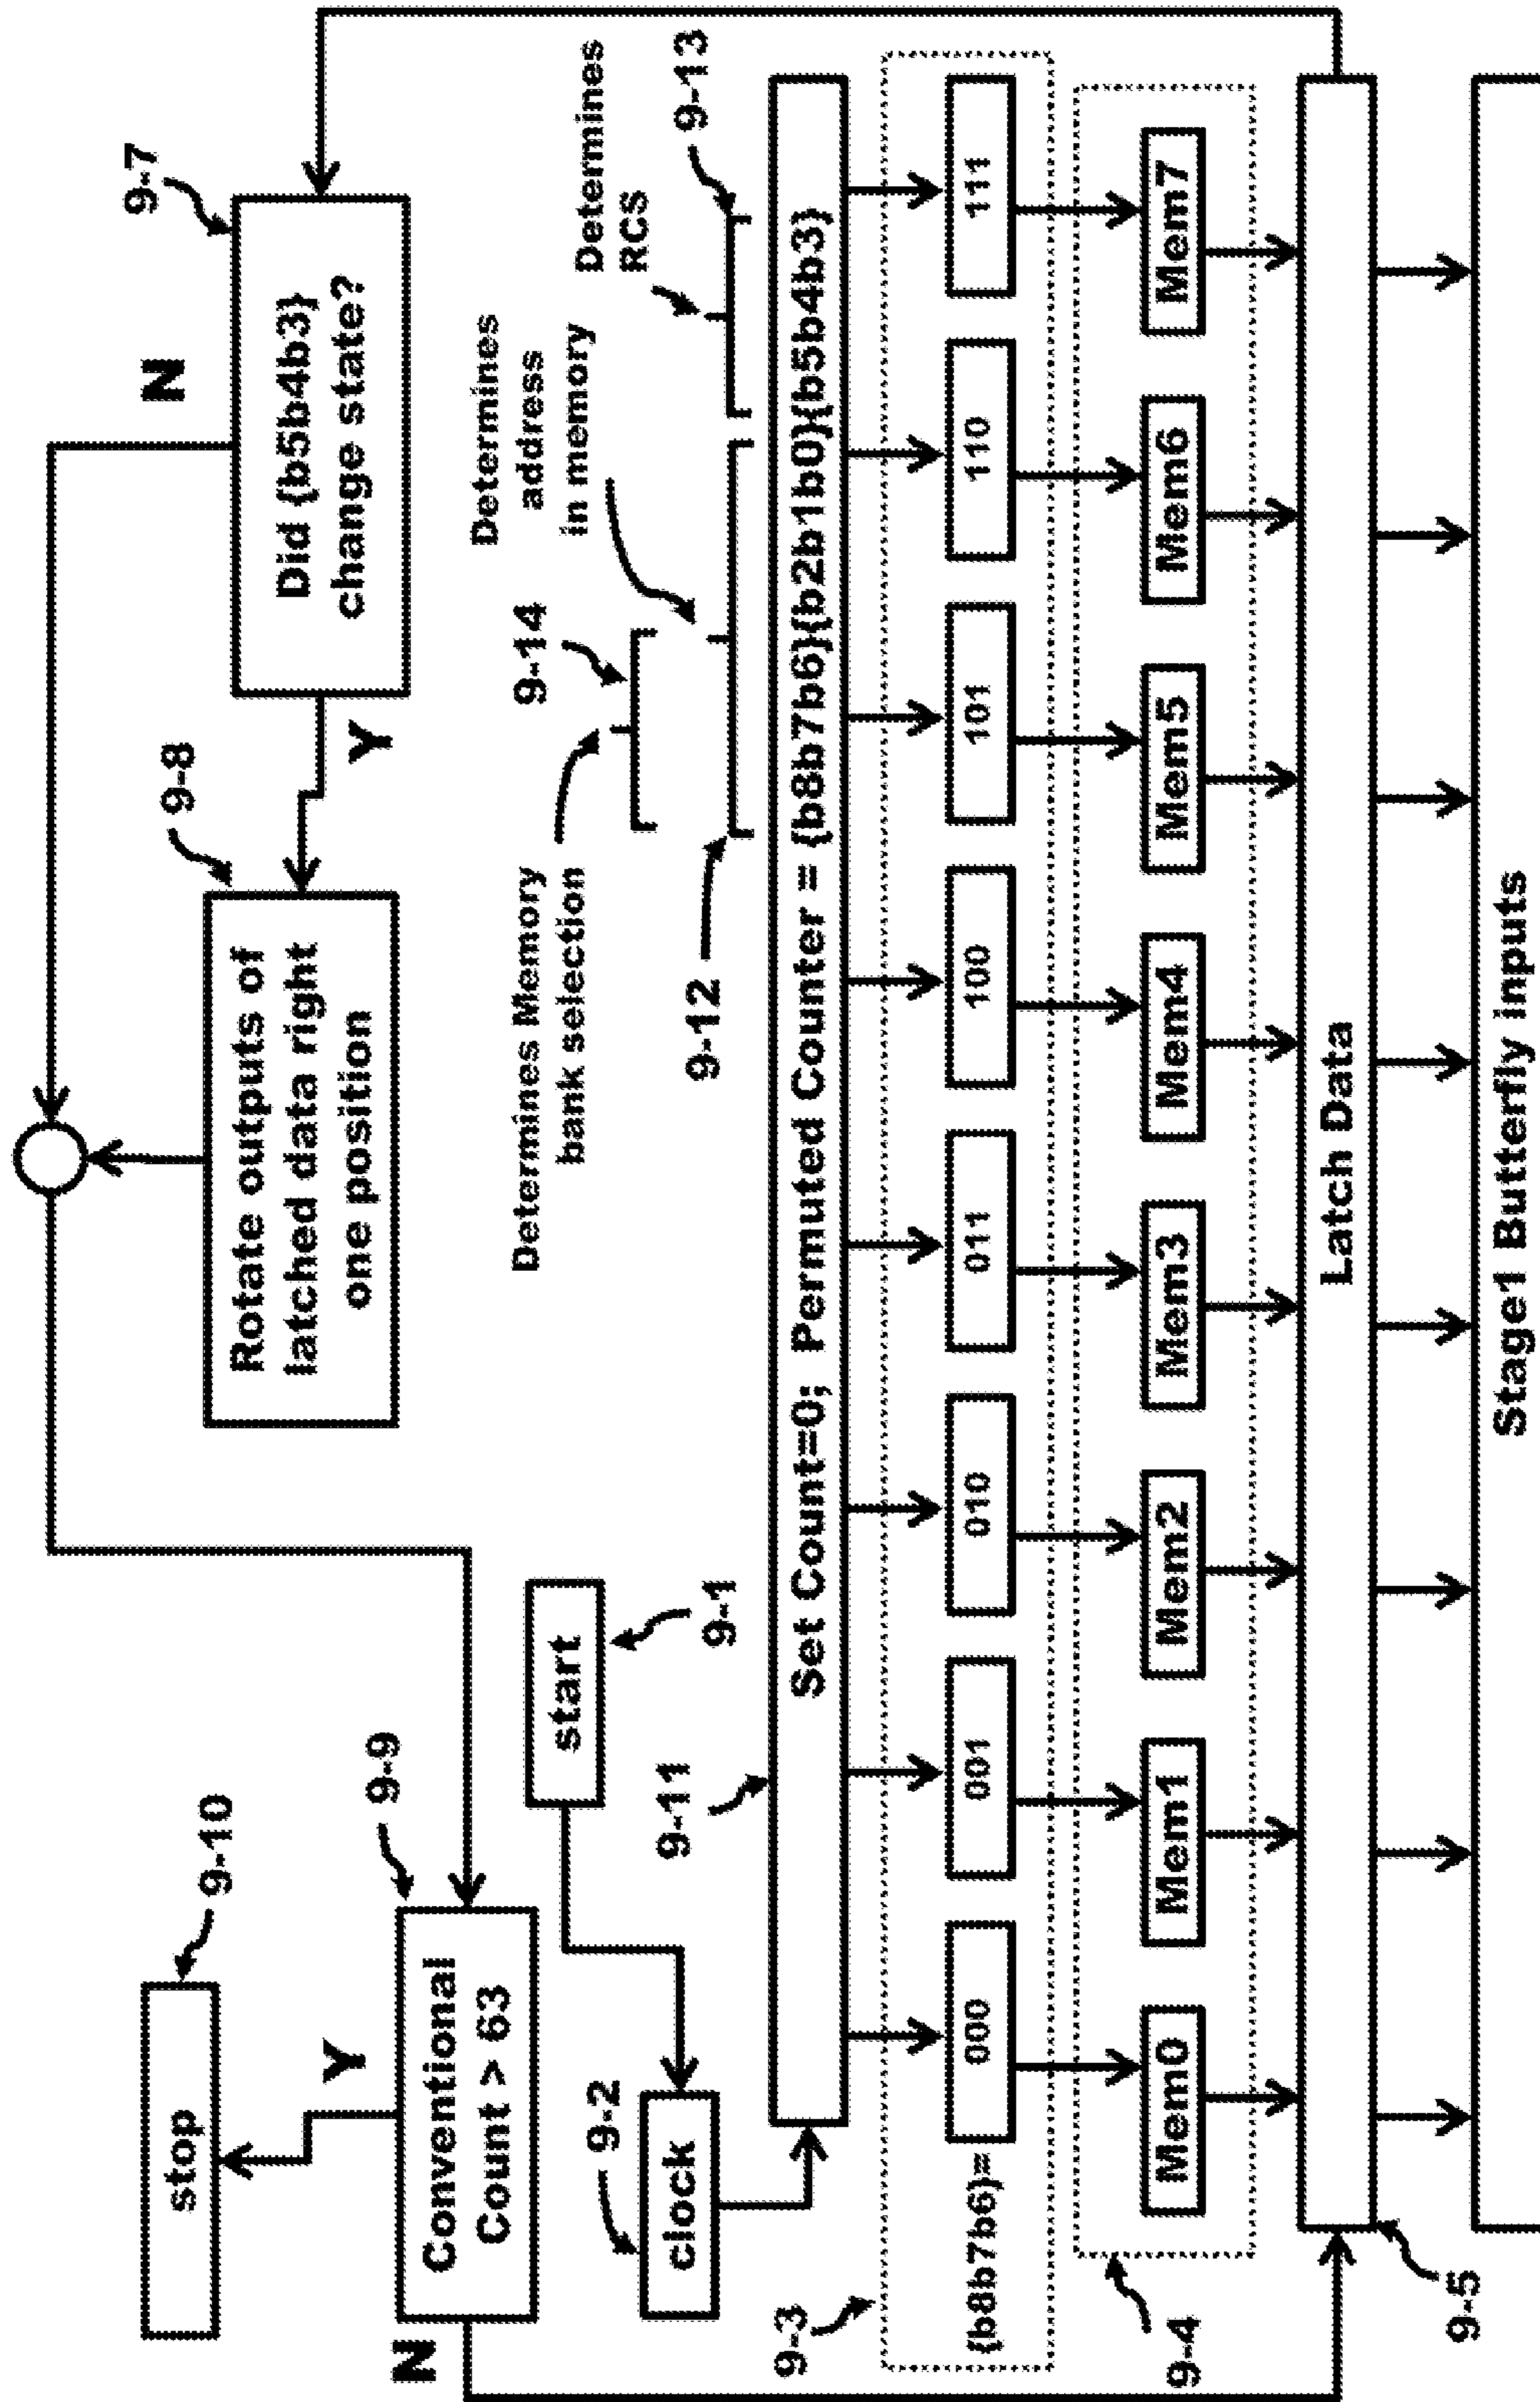 stop
9-10
Y
N
Conventional
Count > 63
9-9
Rotate outputs of
latched data right
one position
9-8
Y
Did {b5b4b3}
change state?
9-7
N
start
9-1
clock
9-2
Determines Memory
bank selection
9-14
Determines
address
in memory
Determines
RCS
9-13
9-12
9-11
Set Count=0; Permuted Counter = {b8b7b6}{b2b1b0}{b5b4b3}
9-3
{b8b7b6}=
000
001
010
011
100
101
110
111
9-4
Mem0
Mem1
Mem2
Mem3
Mem4
Mem5
Mem6
Mem7
Latch Data
9-5
Stage1 Butterfly inputs